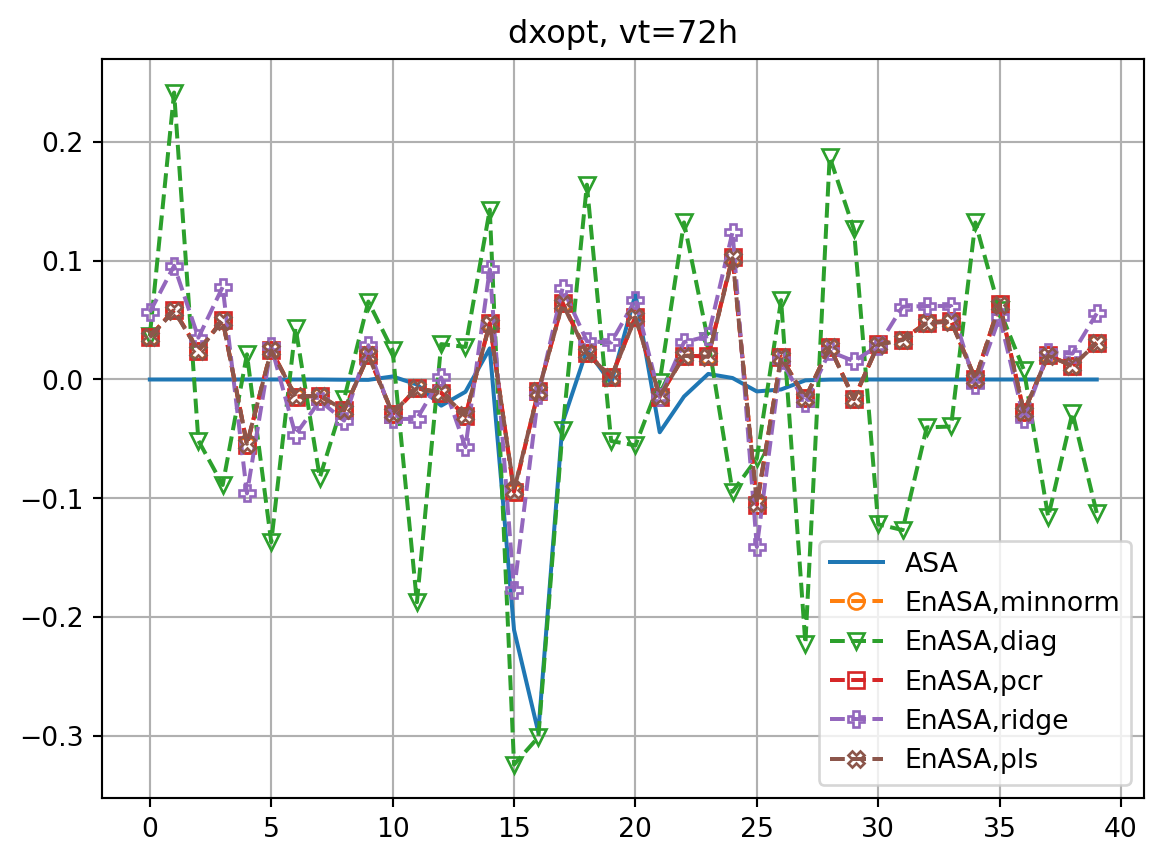 dxopt, vt=72h
0.2
0.1
0.0
−0.1
−0.2
−0.3
0 5 10 15 20 25 30 35 40
ASA
EnASA,minnorm
EnASA,diag
EnASA,pcr
EnASA,ridge
EnASA,pls